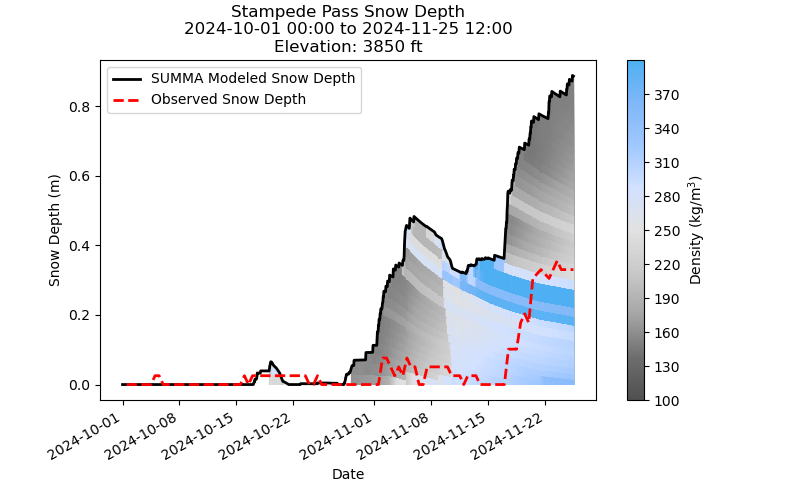 Stampede Pass Snow Depth
2024-10-01 00:00 to 2024-11-25 12:00
Elevation: 3850 ft
SUMMA Modeled Snow Depth
Observed Snow Depth
Snow Depth (m)
0.8
0.6
0.4
0.2
0.0
2024-10-01
2024-10-08
2024-10-15
2024-10-22
2024-11-01
2024-11-08
2024-11-15
2024-11-22
Date
370
340
310
280
250
220
190
160
130
100
Density (kg/m³)